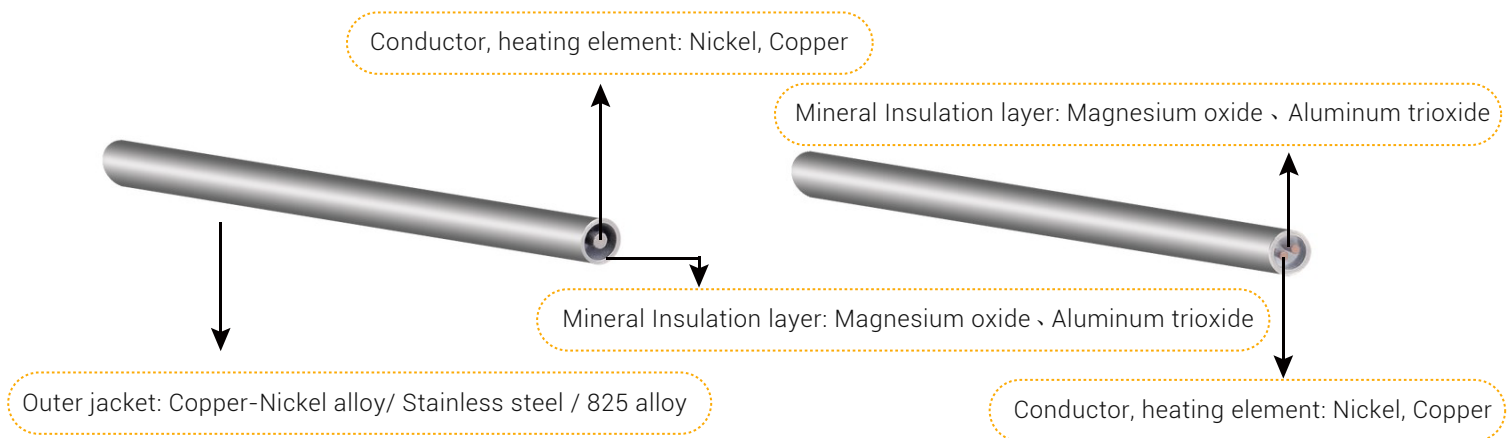 Conductor, heating element: Nickel, Copper
Mineral Insulation layer: Magnesium oxide、Aluminum trioxide
Mineral Insulation layer: Magnesium oxide、Aluminum trioxide
Outer jacket: Copper-Nickel alloy/ Stainless steel / 825 alloy
Conductor, heating element: Nickel, Copper